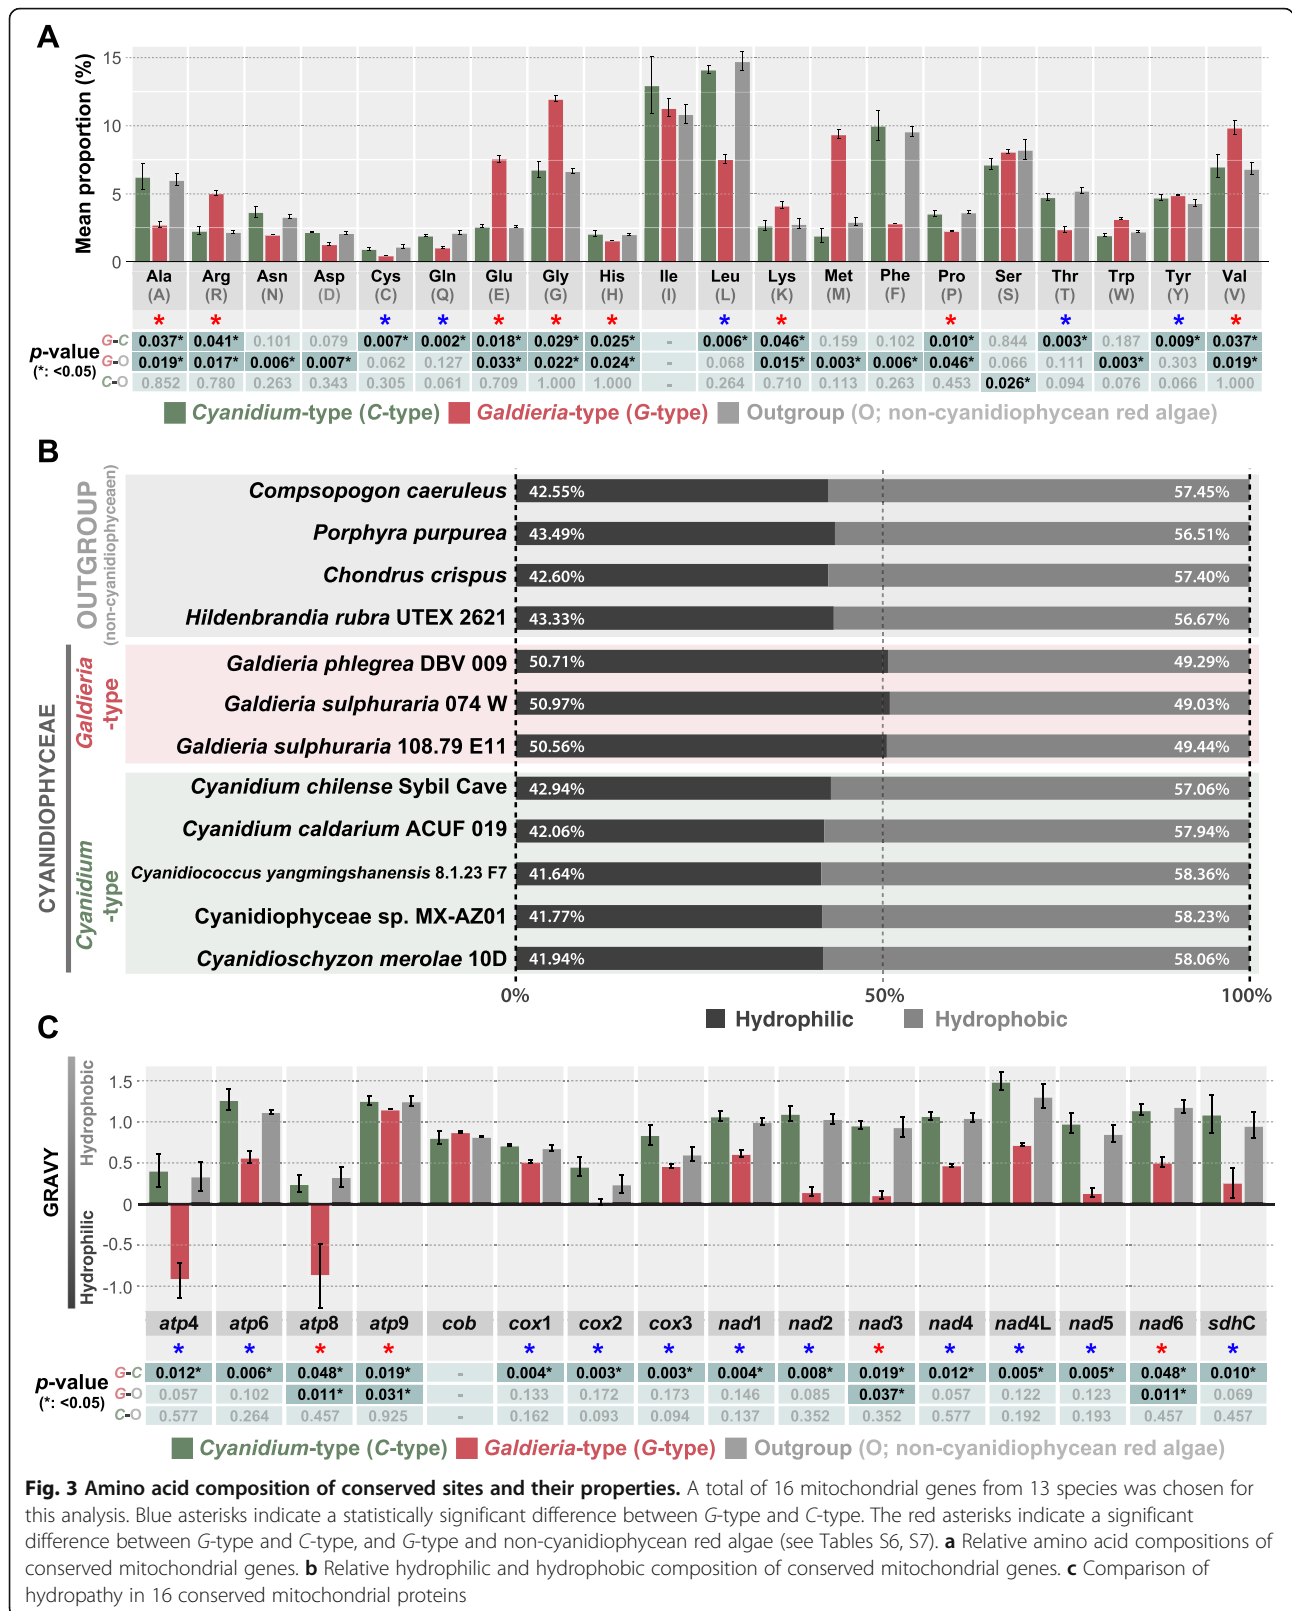 A
Mean proportion (%)
15
10
5
0
Ala Arg Asn Asp Cys Gln Glu Gly His Ile Leu Lys Met Phe Pro Ser Thr Trp Tyr Val
(A) (R) (N) (D) (C) (Q) (E) (G) (H) (I) (L) (K) (M) (F) (P) (S) (T) (W) (Y) (V)
* * * * * * * * * * * * *
p-value
(*: <0.05)
G-C 0.037* 0.041* 0.101 0.079 0.007* 0.002* 0.018* 0.029* 0.025* - 0.006* 0.046* 0.159 0.102 0.010* 0.844 0.003* 0.187 0.009* 0.037*
G-O 0.019* 0.017* 0.006* 0.007* 0.062 0.127 0.033* 0.022* 0.024* - 0.068 0.015* 0.003* 0.006* 0.046* 0.066 0.111 0.003* 0.303 0.019*
C-O 0.852 0.780 0.263 0.343 0.305 0.061 0.709 1.000 1.000 - 0.264 0.710 0.113 0.263 0.453 0.026* 0.094 0.076 0.066 1.000
Cyanidium-type (C-type) Galdieria-type (G-type) Outgroup (O; non-cyanidiophycean red algae)
B
OUTGROUP
(non-cyanidiophyceaen)
Compsopogon caeruleus 42.55% 57.45%
Porphyra purpurea 43.49% 56.51%
Chondrus crispus 42.60% 57.40%
Hildenbrandia rubra UTEX 2621 43.33% 56.67%
CYANIDIOPHYCEAE
Galdieria
-type
Galdieria phlegrea DBV 009 50.71% 49.29%
Galdieria sulphuraria 074 W 50.97% 49.03%
Galdieria sulphuraria 108.79 E11 50.56% 49.44%
Cyanidium
-type
Cyanidium chilense Sybil Cave 42.94% 57.06%
Cyanidium caldarium ACUF 019 42.06% 57.94%
Cyanidiococcus yangmingshanensis 8.1.23 F7 41.64% 58.36%
Cyanidiophyceae sp. MX-AZ01 41.77% 58.23%
Cyanidioschyzon merolae 10D 41.94% 58.06%
0% 50% 100%
Hydrophilic Hydrophobic
C
GRAVY
Hydrophobic
Hydrophilic
1.5
1.0
0.5
0
-0.5
-1.0
atp4 atp6 atp8 atp9 cob cox1 cox2 cox3 nad1 nad2 nad3 nad4 nad4L nad5 nad6 sdhC
* * * * * * * * * * * * * * *
p-value
(*: <0.05)
G-C 0.012* 0.006* 0.048* 0.019* - 0.004* 0.003* 0.003* 0.004* 0.008* 0.019* 0.012* 0.005* 0.005* 0.048* 0.010*
G-O 0.057 0.102 0.011* 0.031* - 0.133 0.172 0.173 0.146 0.085 0.037* 0.057 0.122 0.123 0.011* 0.069
C-O 0.577 0.264 0.457 0.925 - 0.162 0.093 0.094 0.137 0.352 0.352 0.577 0.192 0.193 0.457 0.457
Cyanidium-type (C-type) Galdieria-type (G-type) Outgroup (O; non-cyanidiophycean red algae)
Fig. 3 Amino acid composition of conserved sites and their properties. A total of 16 mitochondrial genes from 13 species was chosen for
this analysis. Blue asterisks indicate a statistically significant difference between G-type and C-type. The red asterisks indicate a significant
difference between G-type and C-type, and G-type and non-cyanidiophycean red algae (see Tables S6, S7). a Relative amino acid compositions of
conserved mitochondrial genes. b Relative hydrophilic and hydrophobic composition of conserved mitochondrial genes. c Comparison of
hydropathy in 16 conserved mitochondrial proteins